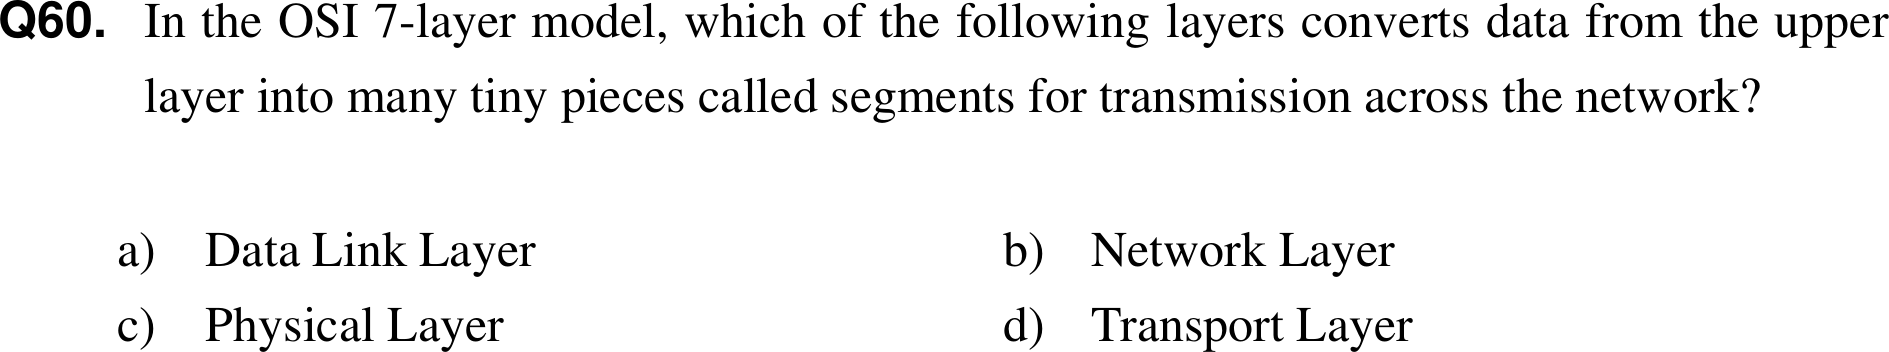 Q60. In the OSI 7-layer model, which of the following layers converts data from the upper
layer into many tiny pieces called segments for transmission across the network?
a) Data Link Layer b) Network Layer
c) Physical Layer d) Transport Layer